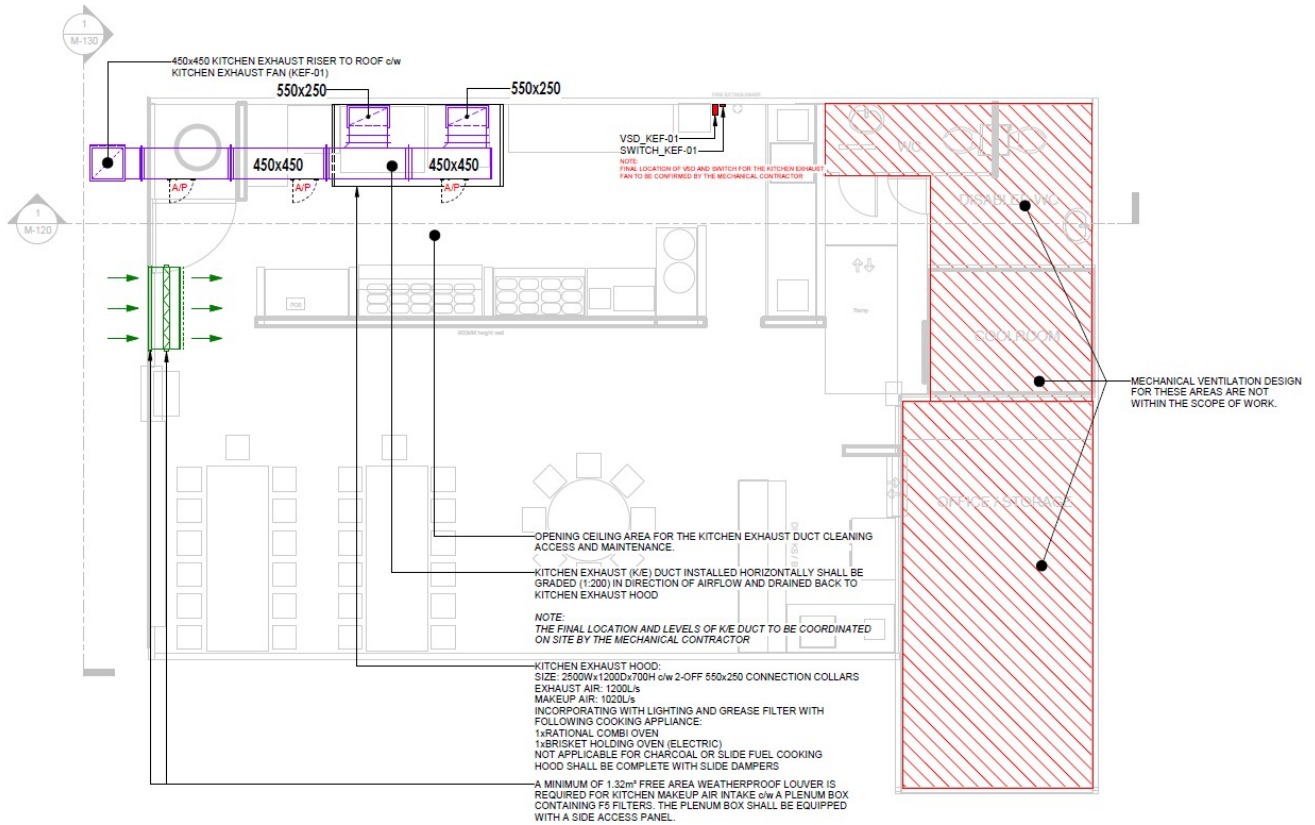 1
M-130
450x450 KITCHEN EXHAUST RISER TO ROOF c/w
KITCHEN EXHAUST FAN (KEF-01)
550x250
550x250
FIRE EXTINGUISHER
VSD_KEF-01
SWITCH_KEF-01
NOTE:
FINAL LOCATION OF VSD AND SWITCH FOR THE KITCHEN EXHAUST
FAN TO BE CONFIRMED BY THE MECHANICAL CONTRACTOR
WC
450x450
450x450
A/P
A/P
A/P
DISABLED WC
1
M-120
POS
Ramp
900MM height wall
COOLROOM
MECHANICAL VENTILATION DESIGN
FOR THESE AREAS ARE NOT
WITHIN THE SCOPE OF WORK.
OFFICE / STORAGE
OPENING CEILING AREA FOR THE KITCHEN EXHAUST DUCT CLEANING
ACCESS AND MAINTENANCE.
KITCHEN EXHAUST (K/E) DUCT INSTALLED HORIZONTALLY SHALL BE
GRADED (1:200) IN DIRECTION OF AIRFLOW AND DRAINED BACK TO
KITCHEN EXHAUST HOOD
NOTE:
THE FINAL LOCATION AND LEVELS OF K/E DUCT TO BE COORDINATED
ON SITE BY THE MECHANICAL CONTRACTOR
KITCHEN EXHAUST HOOD:
SIZE: 2500Wx1200Dx700H c/w 2-OFF 550x250 CONNECTION COLLARS
EXHAUST AIR: 1200L/s
MAKEUP AIR: 1020L/s
INCORPORATING WITH LIGHTING AND GREASE FILTER WITH
FOLLOWING COOKING APPLIANCE:
1xRATIONAL COMBI OVEN
1xBRISKET HOLDING OVEN (ELECTRIC)
NOT APPLICABLE FOR CHARCOAL OR SLIDE FUEL COOKING
HOOD SHALL BE COMPLETE WITH SLIDE DAMPERS
A MINIMUM OF 1.32m² FREE AREA WEATHERPROOF LOUVER IS
REQUIRED FOR KITCHEN MAKEUP AIR INTAKE c/w A PLENUM BOX
CONTAINING F5 FILTERS. THE PLENUM BOX SHALL BE EQUIPPED
WITH A SIDE ACCESS PANEL.